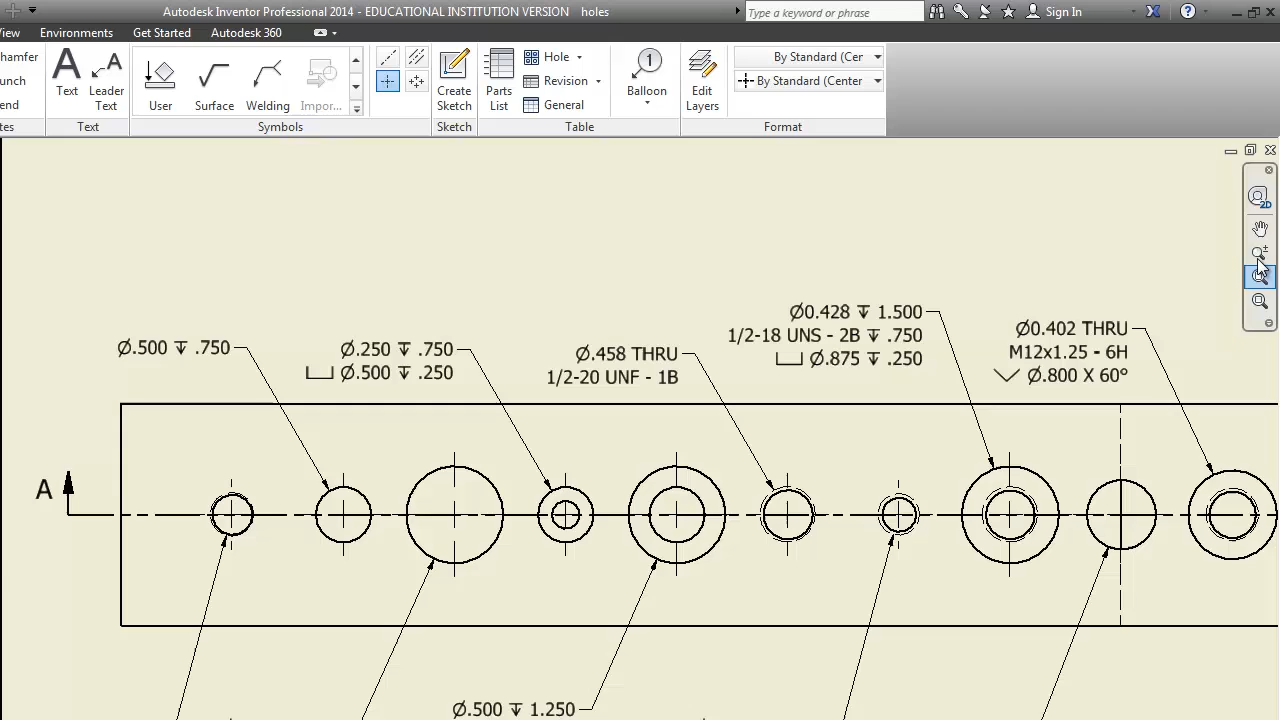 Autodesk Inventor Professional 2014 - EDUCATIONAL INSTITUTION VERSION holes
Type a keyword or phrase
Sign In
iew Environments Get Started Autodesk 360
hamfer
unch
end
tes
Text
Leader
Text
Text
User
Surface
Welding
Impor...
Symbols
Create
Sketch
Sketch
Parts
List
Hole
Revision
General
Table
1
Balloon
Edit
Layers
By Standard (Cer
By Standard (Center
Format
2D
Ø.500 ↧ .750
Ø.250 ↧ .750
⌴ Ø.500 ↧ .250
Ø.458 THRU
1/2-20 UNF - 1B
Ø0.428 ↧ 1.500
1/2-18 UNS - 2B ↧ .750
⌴ Ø.875 ↧ .250
Ø0.402 THRU
M12x1.25 - 6H
⌵ Ø.800 X 60°
A
Ø.500 ↧ 1.250